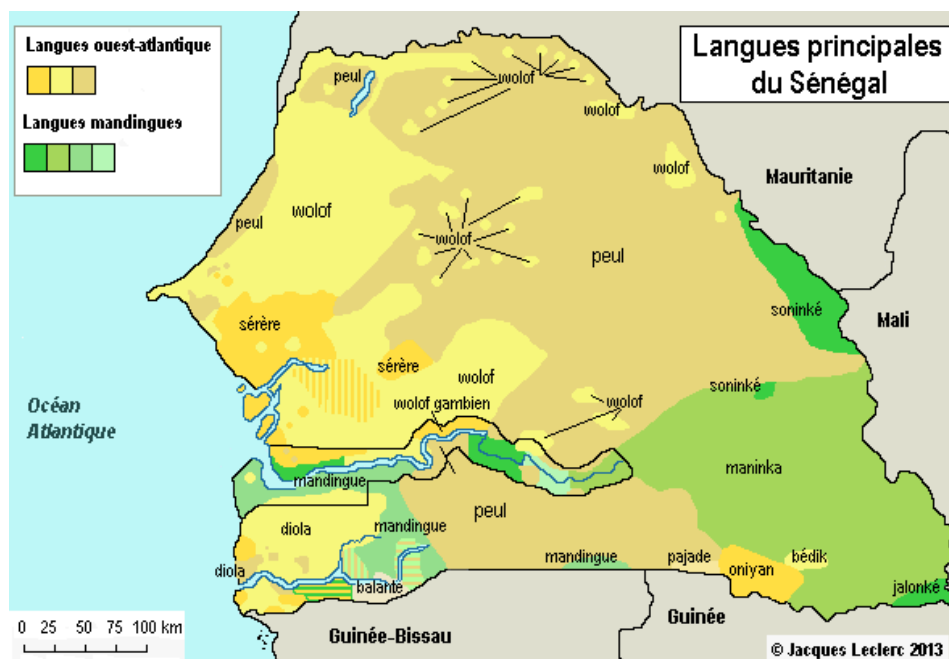 Langues ouest-atlantique
Langues mandingues
Langues principales
du Sénégal
peul
wolof
wolof
wolof
Mauritanie
peul
wolof
wolof
peul
soninké
Mali
sérère
sérère
wolof
soninké
wolof gambien
wolof
Océan
Atlantique
mandingue
maninka
peul
diola
mandingue
mandingue
pajade
bédik
oniyan
diola
balante
jalonké
Guinée
Guinée-Bissau
0 25 50 75 100 km
© Jacques Leclerc 2013